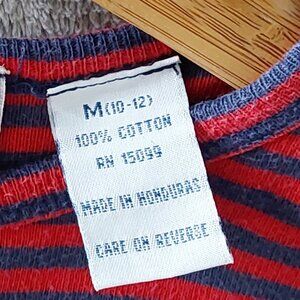 M(10-12)
100% COTTON
RN 15099
MADE IN HONDURAS
CARE ON REVERSE